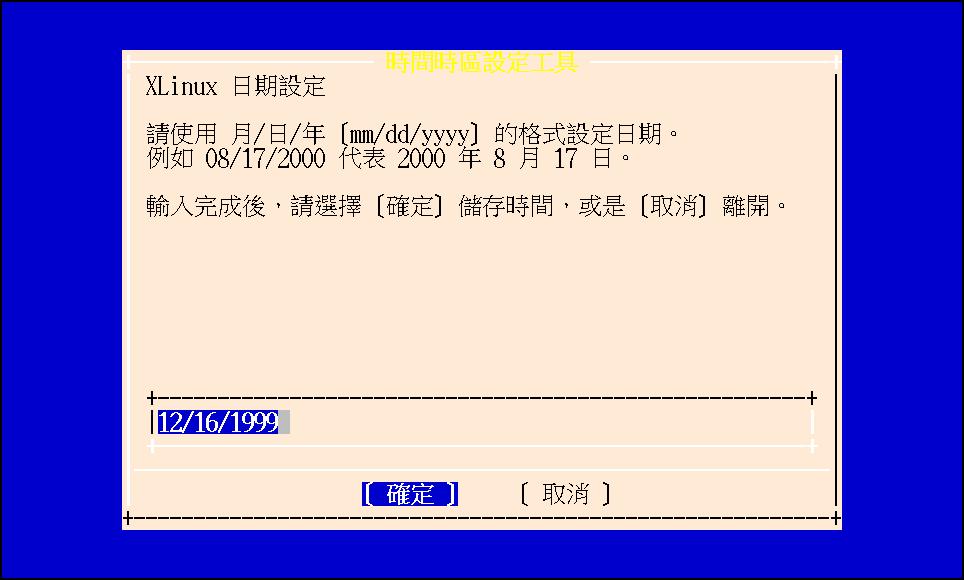 時間時區設定工具
XLinux 日期設定
請使用 月/日/年 〔mm/dd/yyyy〕 的格式設定日期。
例如 08/17/2000 代表 2000 年 8 月 17 日。
輸入完成後，請選擇〔確定〕儲存時間，或是〔取消〕離開。
12/16/1999
〔 確定 〕 〔 取消 〕